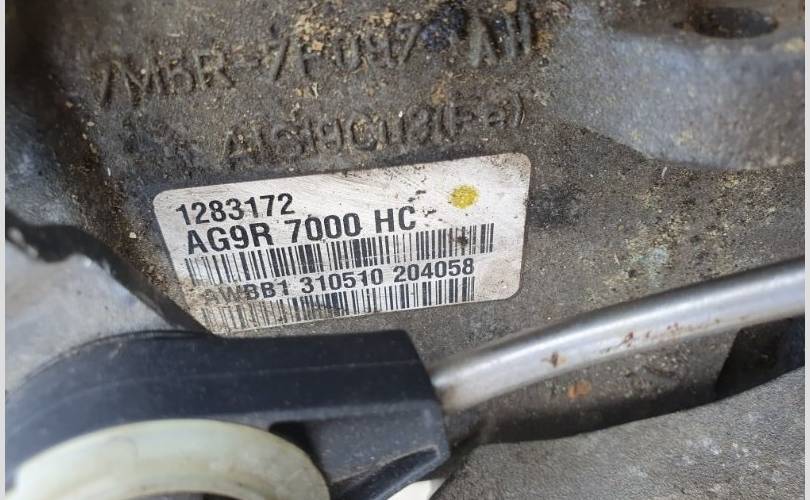 7M5R-7F097-AH
AlSi9Cu3(Fe)
1283172
AG9R 7000 HC
AWBB1 310510 204058